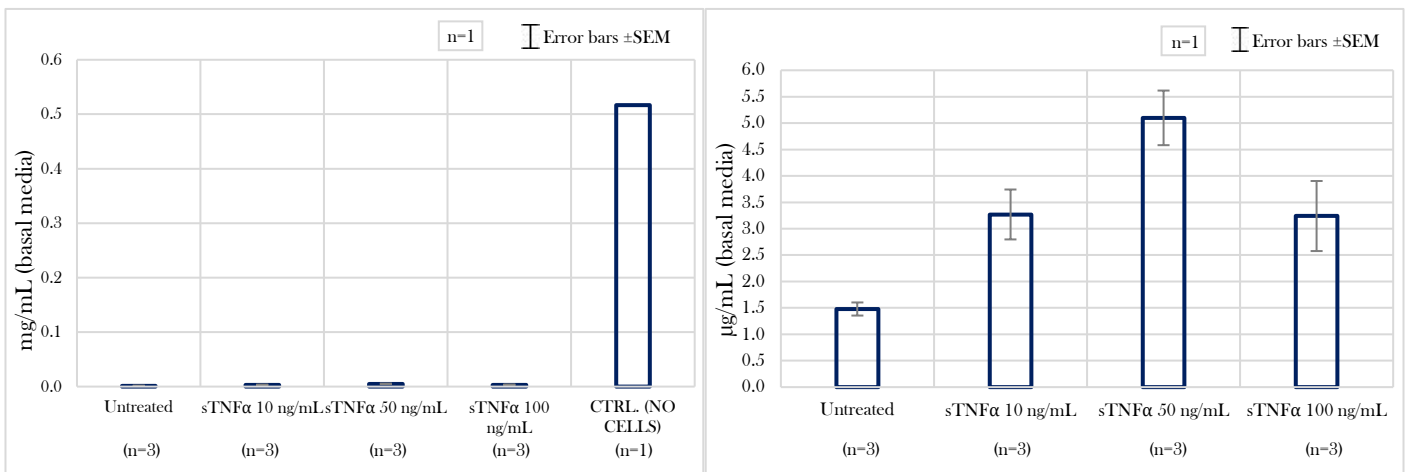 n=1
Error bars ±SEM
0.6
0.5
0.4
0.3
0.2
0.1
0.0
mg/mL (basal media)
Untreated
(n=3)
sTNFα 10 ng/mL
(n=3)
sTNFα 50 ng/mL
(n=3)
sTNFα 100
ng/mL
(n=3)
CTRL. (NO
CELLS)
(n=1)
n=1
Error bars ±SEM
6.0
5.5
5.0
4.5
4.0
3.5
3.0
2.5
2.0
1.5
1.0
0.5
0.0
µg/mL (basal media)
Untreated
(n=3)
sTNFα 10 ng/mL
(n=3)
sTNFα 50 ng/mL
(n=3)
sTNFα 100 ng/mL
(n=3)